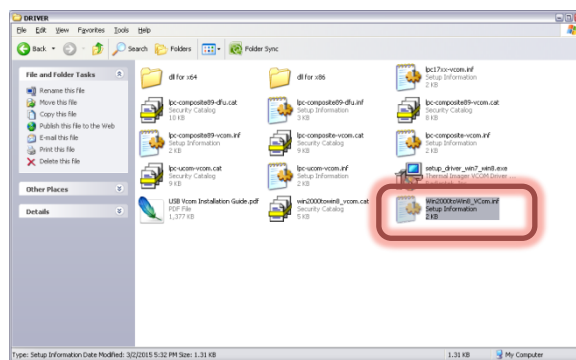 DRIVER
File Edit View Favorites Tools Help
Back Search Folders Folder Sync
File and Folder Tasks
Rename this file
Move this file
Copy this file
Publish this file to the Web
E-mail this file
Print this file
Delete this file
Other Places
Details
dll for x64
dll for x86
lpc17xx-vcom.inf
Setup Information
2 KB
lpc-composite89-dfu.cat
Security Catalog
10 KB
lpc-composite89-dfu.inf
Setup Information
3 KB
lpc-composite89-vcom.cat
Security Catalog
8 KB
lpc-composite89-vcom.inf
Setup Information
2 KB
lpc-composite-vcom.cat
Security Catalog
9 KB
lpc-composite-vcom.inf
Setup Information
2 KB
lpc-ucom-vcom.cat
Security Catalog
9 KB
lpc-ucom-vcom.inf
Setup Information
2 KB
setup_driver_win7_win8.exe
Thermal Imager VCOM Driver ...
USB Vcom Installation Guide.pdf
PDF File
1,377 KB
win2000towin8_vcom.cat
Security Catalog
5 KB
Win2000toWin8_VCom.inf
Setup Information
2 KB
Type: Setup Information Date Modified: 3/2/2015 5:32 PM Size: 1.31 KB 1.31 KB My Computer